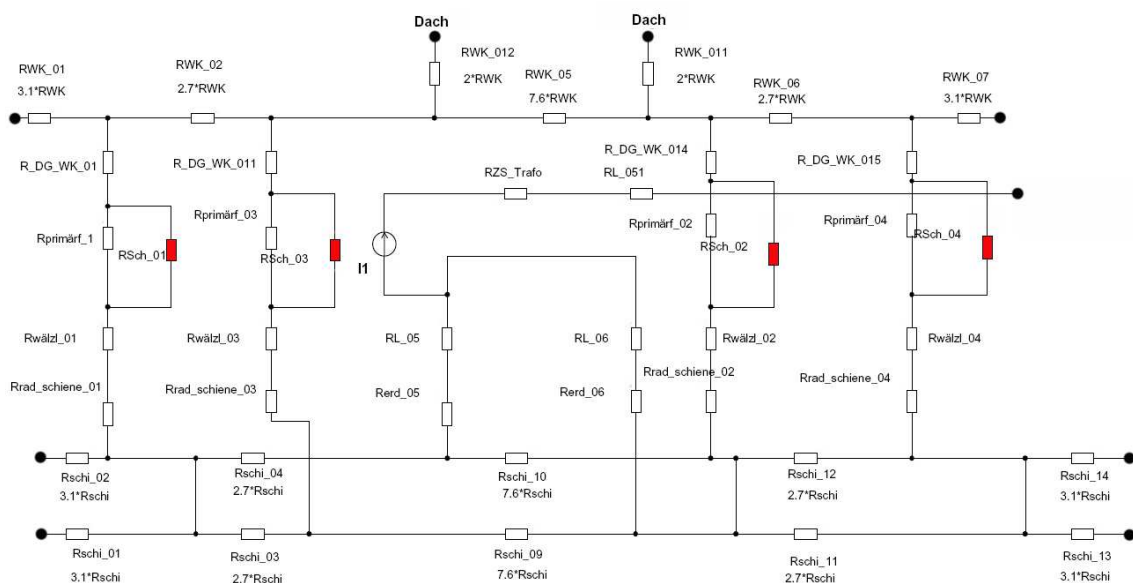 Dach
Dach
RWK_012
2*RWK
RWK_011
2*RWK
RWK_01
3.1*RWK
RWK_02
2.7*RWK
RWK_05
7.6*RWK
RWK_06
2.7*RWK
RWK_07
3.1*RWK
R_DG_WK_01
R_DG_WK_011
R_DG_WK_014
R_DG_WK_015
RZS_Trafo
RL_051
Rprimärf_1
RSch_01
Rprimärf_03
RSch_03
I1
Rprimärf_02
RSch_02
Rprimärf_04
RSch_04
Rwälzl_01
Rwälzl_03
RL_05
RL_06
Rwälzl_02
Rwälzl_04
Rrad_schiene_01
Rrad_schiene_03
Rerd_05
Rerd_06
Rrad_schiene_02
Rrad_schiene_04
Rschi_02
3.1*Rschi
Rschi_04
2.7*Rschi
Rschi_10
7.6*Rschi
Rschi_12
2.7*Rschi
Rschi_14
3.1*Rschi
Rschi_01
3.1*Rschi
Rschi_03
2.7*Rschi
Rschi_09
7.6*Rschi
Rschi_11
2.7*Rschi
Rschi_13
3.1*Rschi